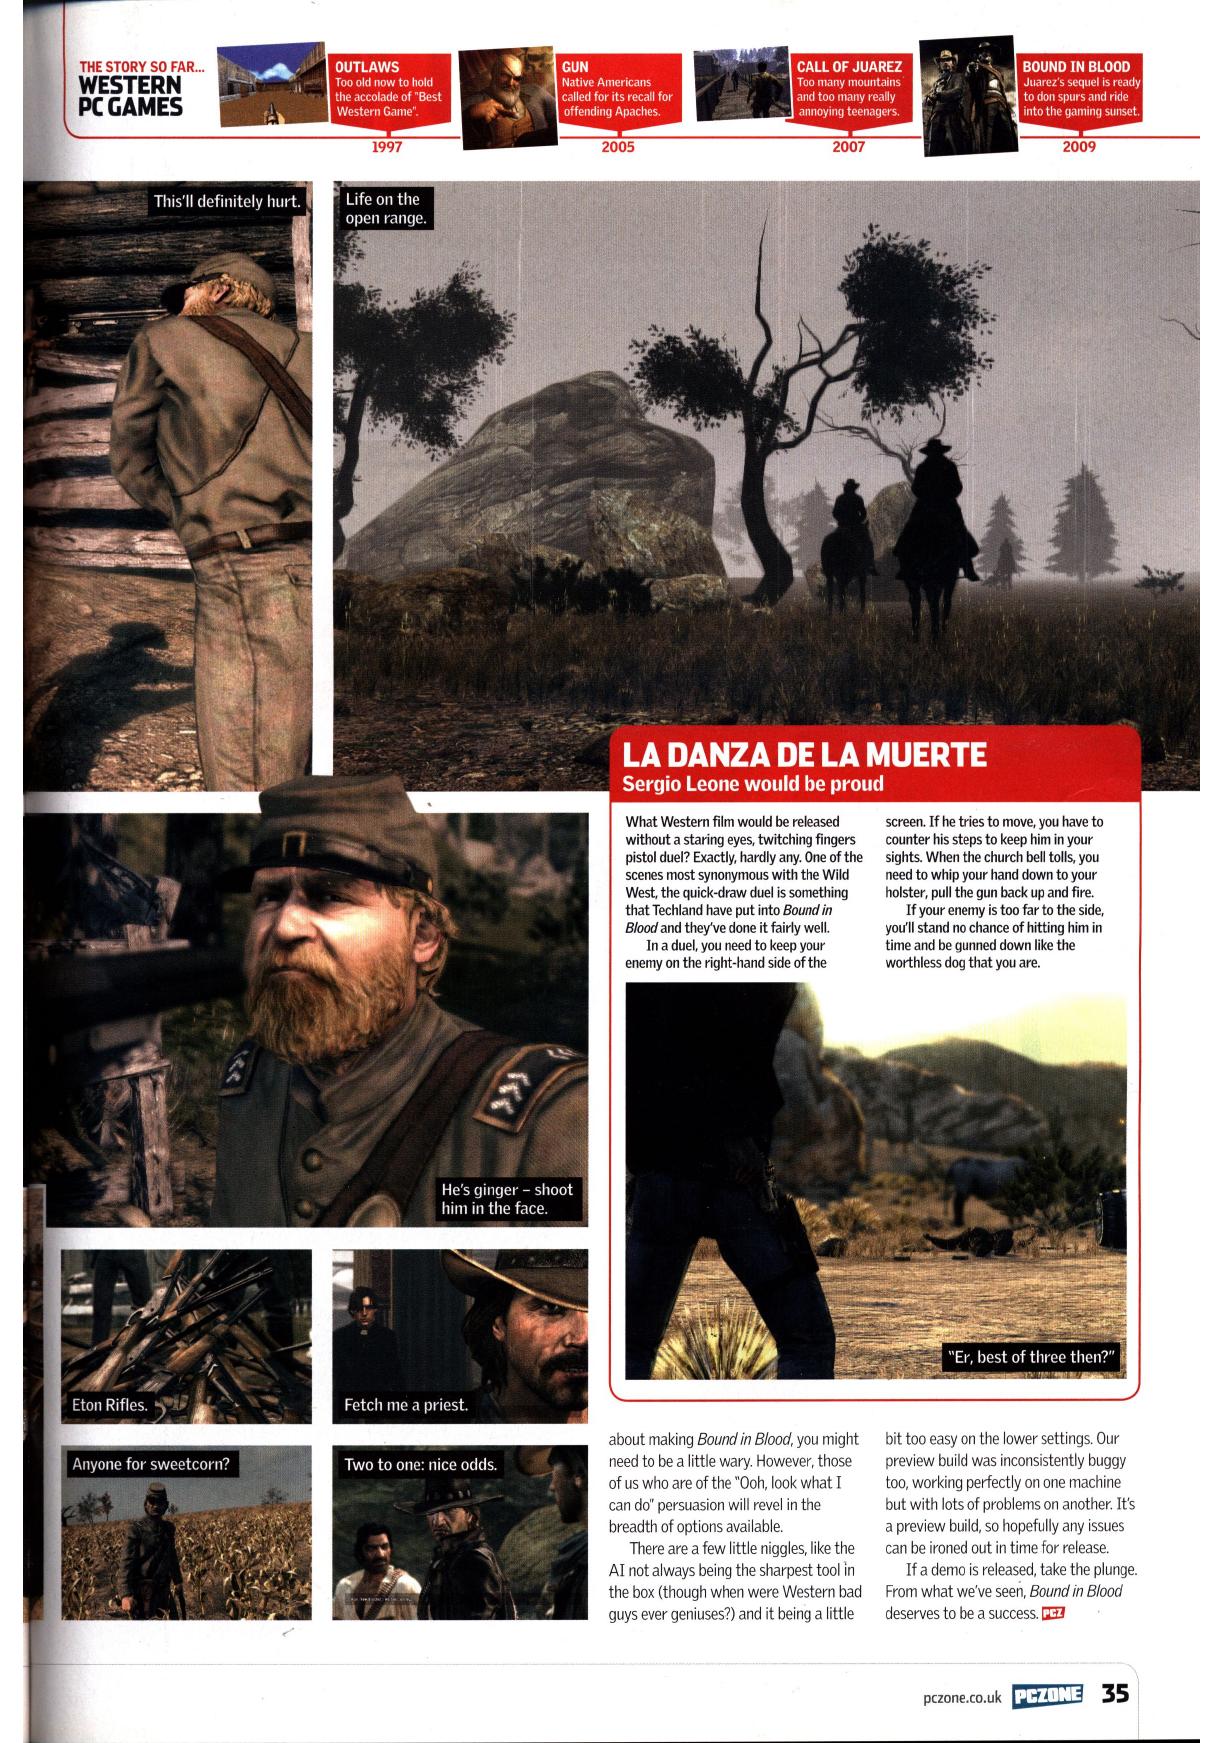 THE STORY SO FAR...
WESTERN
PC GAMES
OUTLAWS
Too old now to hold
the accolade of "Best
Western Game".
1997
GUN
Native Americans
called for its recall for
offending Apaches.
2005
CALL OF JUAREZ
Too many mountains
and too many really
annoying teenagers.
2007
BOUND IN BLOOD
Juarez's sequel is ready
to don spurs and ride
into the gaming sunset.
2009
This'll definitely hurt.
Life on the
open range.
LA DANZA DE LA MUERTE
Sergio Leone would be proud
What Western film would be released
without a staring eyes, twitching fingers
pistol duel? Exactly, hardly any. One of the
scenes most synonymous with the Wild
West, the quick-draw duel is something
that Techland have put into Bound in
Blood and they've done it fairly well.
In a duel, you need to keep your
enemy on the right-hand side of the
screen. If he tries to move, you have to
counter his steps to keep him in your
sights. When the church bell tolls, you
need to whip your hand down to your
holster, pull the gun back up and fire.
If your enemy is too far to the side,
you'll stand no chance of hitting him in
time and be gunned down like the
worthless dog that you are.
"Er, best of three then?"
He's ginger – shoot
him in the face.
Eton Rifles.
Fetch me a priest.
Anyone for sweetcorn?
Two to one: nice odds.
about making Bound in Blood, you might
need to be a little wary. However, those
of us who are of the "Ooh, look what I
can do" persuasion will revel in the
breadth of options available.
There are a few little niggles, like the
AI not always being the sharpest tool in
the box (though when were Western bad
guys ever geniuses?) and it being a little
bit too easy on the lower settings. Our
preview build was inconsistently buggy
too, working perfectly on one machine
but with lots of problems on another. It's
a preview build, so hopefully any issues
can be ironed out in time for release.
If a demo is released, take the plunge.
From what we've seen, Bound in Blood
deserves to be a success. PCZ
pczone.co.uk PCZONE 35